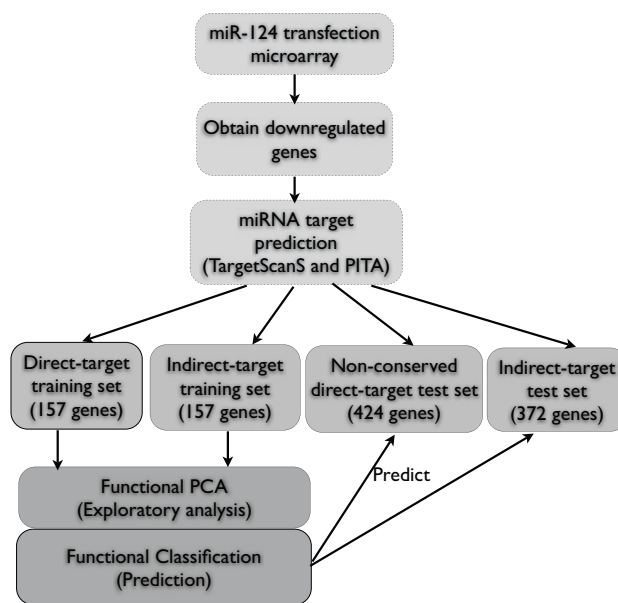 miR-124 transfection
microarray
Obtain downregulated
genes
miRNA target
prediction
(TargetScanS and PITA)
Direct-target
training set
(157 genes)
Indirect-target
training set
(157 genes)
Non-conserved
direct-target test set
(424 genes)
Indirect-target
test set
(372 genes)
Predict
Functional PCA
(Exploratory analysis)
Functional Classification
(Prediction)